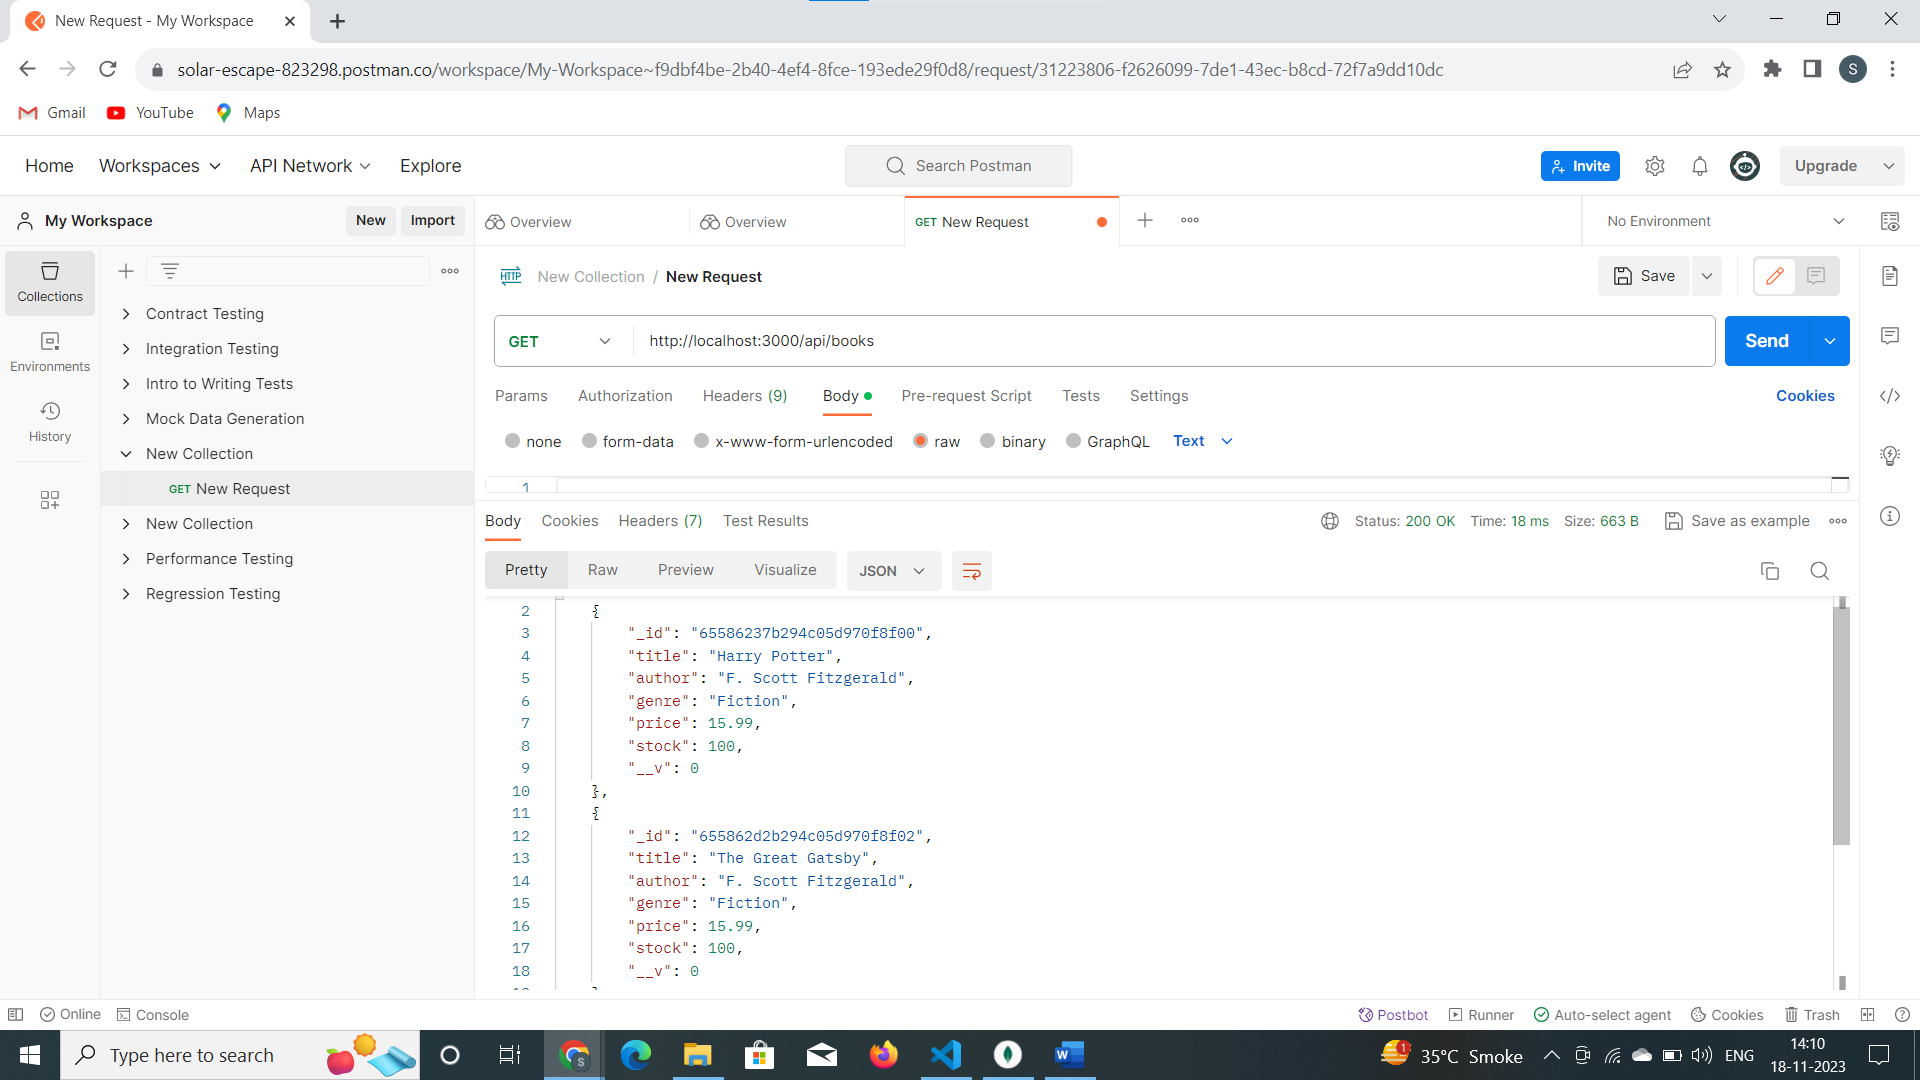 New Request - My Workspace
solar-escape-823298.postman.co/workspace/My-Workspace~f9dbf4be-2b40-4ef4-8fce-193ede29f0d8/request/31223806-f2626099-7de1-43ec-b8cd-72f7a9dd10dc
S
Gmail YouTube Maps
Home Workspaces API Network Explore Search Postman Invite Upgrade
My Workspace New Import Overview Overview GET New Request No Environment
Collections
Environments
History
Contract Testing
Integration Testing
Intro to Writing Tests
Mock Data Generation
New Collection
GET New Request
New Collection
Performance Testing
Regression Testing
HTTP New Collection / New Request Save
GET http://localhost:3000/api/books Send
Params Authorization Headers (9) Body Pre-request Script Tests Settings Cookies
none form-data x-www-form-urlencoded raw binary GraphQL Text
1
Body Cookies Headers (7) Test Results Status: 200 OK Time: 18 ms Size: 663 B Save as example
Pretty Raw Preview Visualize JSON
2 {
3 "_id": "65586237b294c05d970f8f00",
4 "title": "Harry Potter",
5 "author": "F. Scott Fitzgerald",
6 "genre": "Fiction",
7 "price": 15.99,
8 "stock": 100,
9 "__v": 0
10 },
11 {
12 "_id": "655862d2b294c05d970f8f02",
13 "title": "The Great Gatsby",
14 "author": "F. Scott Fitzgerald",
15 "genre": "Fiction",
16 "price": 15.99,
17 "stock": 100,
18 "__v": 0
Online Console Postbot Runner Auto-select agent Cookies Trash
Type here to search S W 1 35°C Smoke ENG 14:10
18-11-2023